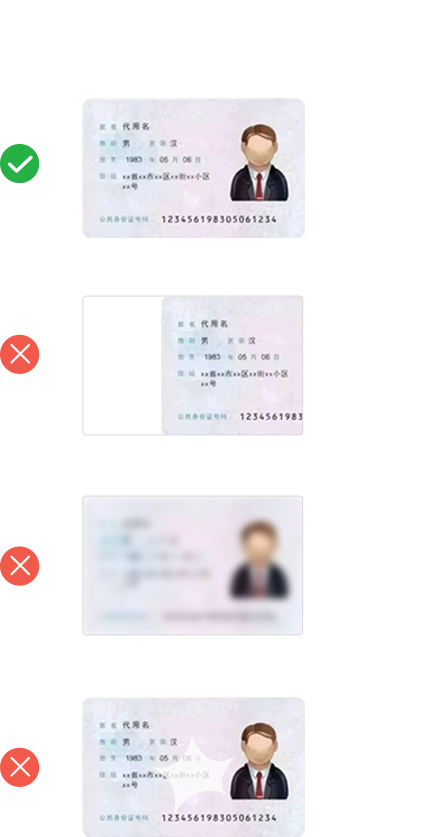 姓 名 代用名
性 别 男 民 族 汉
出 生 1983 年 05 月 06 日
住 址 xx省xx市xx区xx街xx小区
xx号
公民身份证号码 123456198305061234
姓 名 代用名
性 别 男 民 族 汉
出 生 1983 年 05 月 06 日
住 址 xx省xx市xx区xx街xx小区
xx号
公民身份证号码 1234561983
姓 名 代用名
性 别 男 民 族 汉
出 生 1983 年 05 月 06 日
住 址 xx省xx市xx区xx街xx小区
xx号
公民身份证号码 123456198305061234